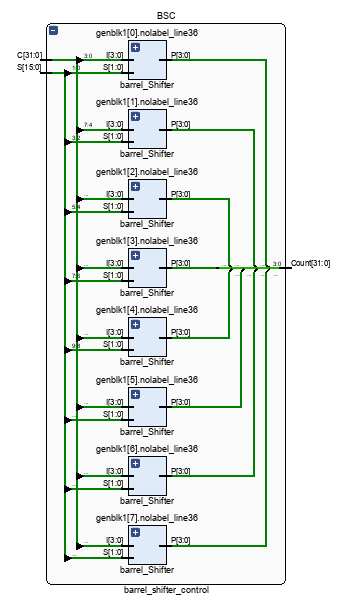 BSC
genblk1[0].nolabel_line36
C[31:0]
3:0
I[3:0]
P[3:0]
S[15:0]
1:0
S[1:0]
barrel_Shifter
genblk1[1].nolabel_line36
7:4
I[3:0]
P[3:0]
3:2
S[1:0]
barrel_Shifter
genblk1[2].nolabel_line36
...
I[3:0]
P[3:0]
5:4
S[1:0]
barrel_Shifter
genblk1[3].nolabel_line36
...
I[3:0]
P[3:0]
... ...
3:0
Count[31:0]
7:6
S[1:0]
... ... ...
barrel_Shifter
genblk1[4].nolabel_line36
...
I[3:0]
P[3:0]
9:8
S[1:0]
barrel_Shifter
genblk1[5].nolabel_line36
...
I[3:0]
P[3:0]
...
S[1:0]
barrel_Shifter
genblk1[6].nolabel_line36
...
I[3:0]
P[3:0]
...
S[1:0]
barrel_Shifter
genblk1[7].nolabel_line36
...
I[3:0]
P[3:0]
...
S[1:0]
barrel_Shifter
barrel_shifter_control